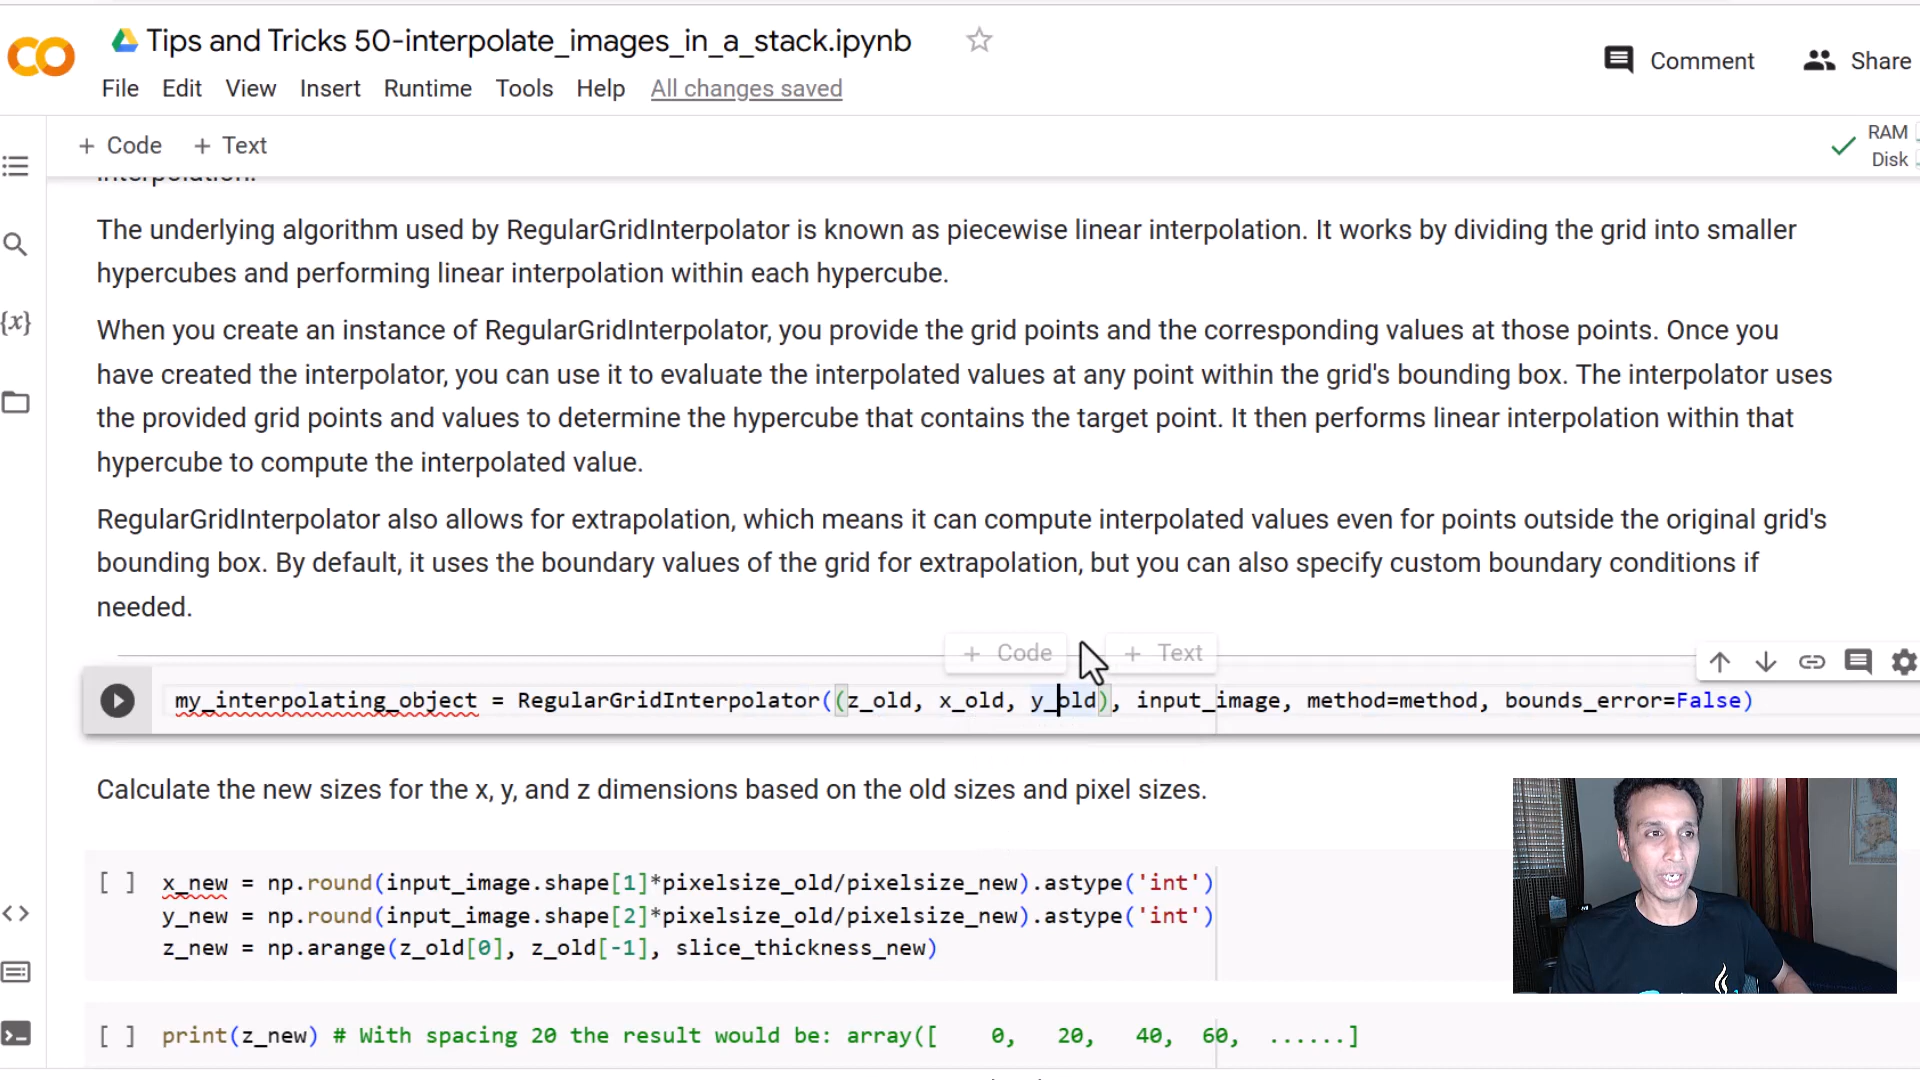 Tips and Tricks 50-interpolate_images_in_a_stack.ipynb
Comment
Share
File Edit View Insert Runtime Tools Help All changes saved
+ Code + Text
RAM
Disk
interpolation.
The underlying algorithm used by RegularGridInterpolator is known as piecewise linear interpolation. It works by dividing the grid into smaller
hypercubes and performing linear interpolation within each hypercube.
When you create an instance of RegularGridInterpolator, you provide the grid points and the corresponding values at those points. Once you
have created the interpolator, you can use it to evaluate the interpolated values at any point within the grid's bounding box. The interpolator uses
the provided grid points and values to determine the hypercube that contains the target point. It then performs linear interpolation within that
hypercube to compute the interpolated value.
RegularGridInterpolator also allows for extrapolation, which means it can compute interpolated values even for points outside the original grid's
bounding box. By default, it uses the boundary values of the grid for extrapolation, but you can also specify custom boundary conditions if
needed.
+ Code + Text
my_interpolating_object = RegularGridInterpolator((z_old, x_old, y_old), input_image, method=method, bounds_error=False)
Calculate the new sizes for the x, y, and z dimensions based on the old sizes and pixel sizes.
[ ] x_new = np.round(input_image.shape[1]*pixelsize_old/pixelsize_new).astype('int')
y_new = np.round(input_image.shape[2]*pixelsize_old/pixelsize_new).astype('int')
z_new = np.arange(z_old[0], z_old[-1], slice_thickness_new)
[ ] print(z_new) # With spacing 20 the result would be: array([ 0, 20, 40, 60, ......]